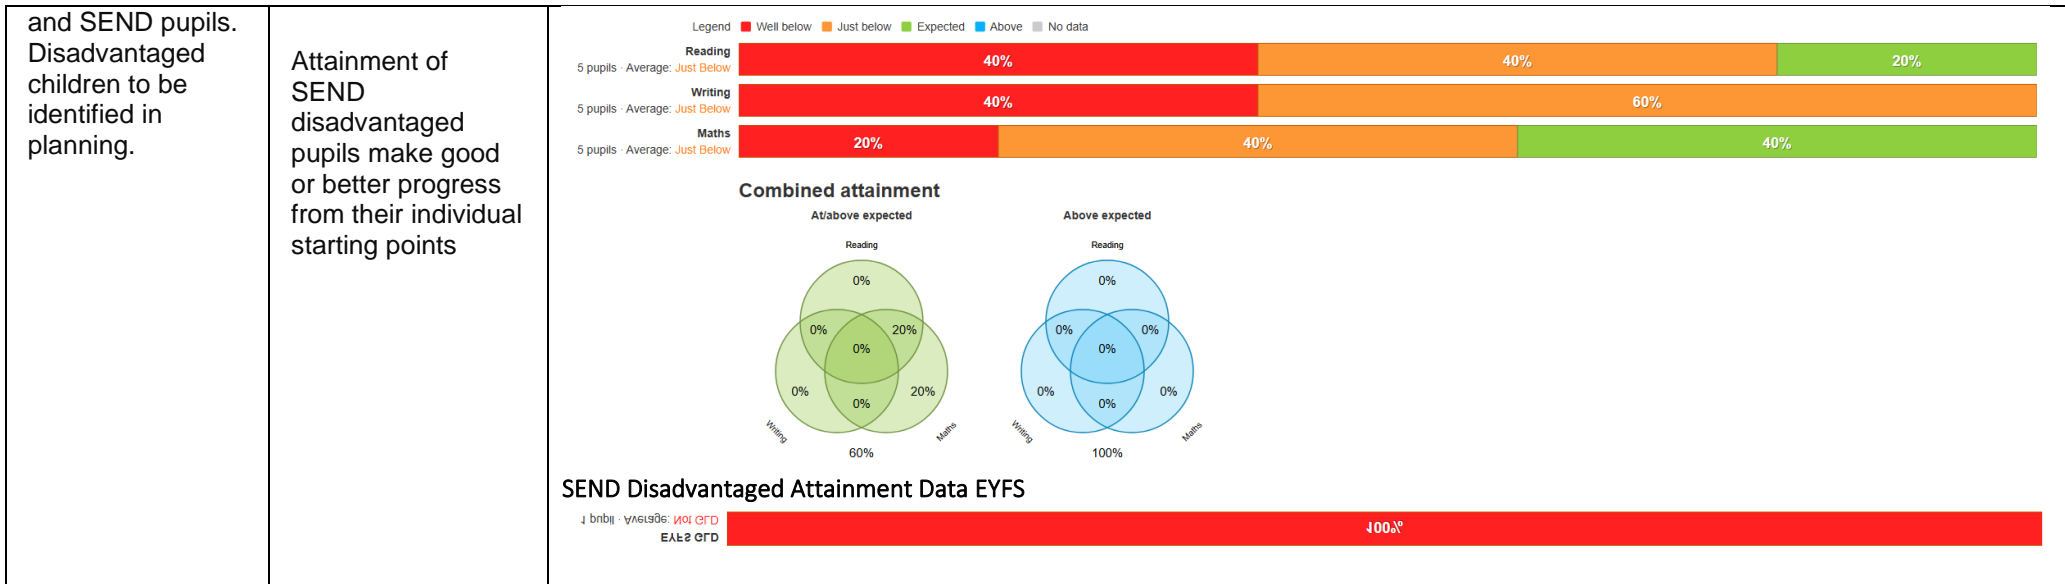 and SEND pupils.
Disadvantaged
children to be
identified in
planning.
Attainment of
SEND
disadvantaged
pupils make good
or better progress
from their individual
starting points
Legend Well below Just below Expected Above No data
Reading
5 pupils · Average: Just Below
40% 40% 20%
Writing
5 pupils · Average: Just Below
40% 60%
Maths
5 pupils · Average: Just Below
20% 40% 40%
Combined attainment
At/above expected
Reading
0%
0% 20%
0%
0% 20%
0%
Writing Maths
60%
Above expected
Reading
0%
0% 0%
0%
0% 0%
0%
Writing Maths
100%
SEND Disadvantaged Attainment Data EYFS
1 pupil · Average: Not GLD
100%
EYFS GLD